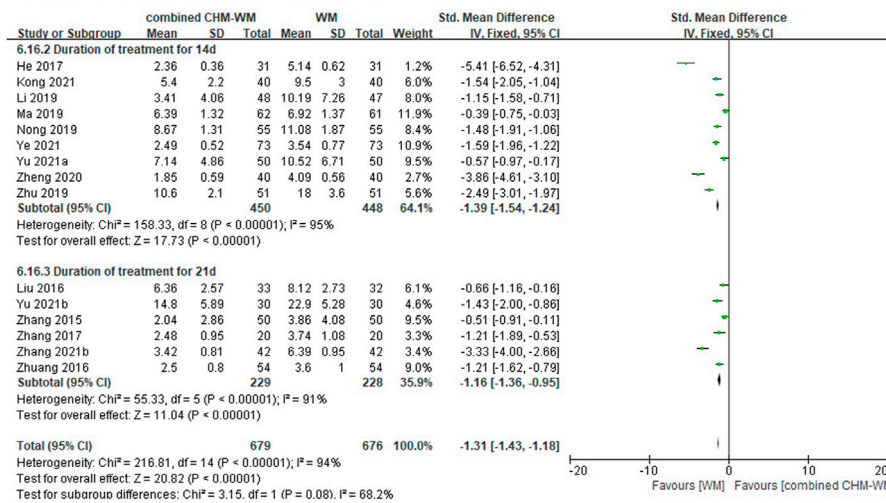 combined CHM-WM WM Std. Mean Difference Std. Mean Difference
Study or Subgroup Mean SD Total Mean SD Total Weight IV, Fixed, 95% CI IV, Fixed, 95% CI
6.16.2 Duration of treatment for 14d
He 2017 2.36 0.36 31 5.14 0.62 31 1.2% -5.41 [-6.52, -4.31]
Kong 2021 5.4 2.2 40 9.5 3 40 6.0% -1.54 [-2.05, -1.04]
Li 2019 3.41 4.06 48 10.19 7.26 47 8.1% -1.15 [-1.58, -0.71]
Ma 2019 6.39 1.32 62 6.92 1.37 61 11.9% -0.39 [-0.75, -0.03]
Nong 2019 8.67 1.31 55 11.08 1.87 55 8.4% -1.48 [-1.91, -1.06]
Ye 2021 2.49 0.52 73 3.54 0.77 73 10.9% -1.59 [-1.96, -1.22]
Yu 2021a 7.14 4.86 50 10.52 6.71 50 9.4% -0.57 [-0.97, -0.17]
Zheng 2020 1.85 0.59 40 4.09 0.56 40 2.6% -3.86 [-4.61, -3.10]
Zhu 2019 10.6 2.1 51 18 3.6 51 5.6% -2.49 [-3.01, -1.97]
Subtotal (95% CI) 450 448 64.1% -1.39 [-1.54, -1.24]
Heterogeneity: Chi² = 158.33, df = 8 (P < 0.00001); I² = 95%
Test for overall effect: Z = 17.73 (P < 0.00001)
6.16.3 Duration of treatment for 21d
Liu 2016 6.36 2.57 33 8.12 2.73 32 6.1% -0.66 [-1.16, -0.16]
Yu 2021b 14.8 5.89 30 22.9 5.28 30 4.6% -1.43 [-2.00, -0.86]
Zhang 2015 2.04 2.86 50 3.86 4.08 50 9.5% -0.51 [-0.91, -0.11]
Zhang 2017 2.48 0.95 20 3.74 1.08 20 3.3% -1.21 [-1.89, -0.53]
Zhang 2021b 3.42 0.81 42 6.39 0.95 42 3.4% -3.33 [-4.00, -2.66]
Zhuang 2016 2.5 0.8 54 3.6 1 54 8.9% -1.21 [-1.62, -0.79]
Subtotal (95% CI) 229 228 35.9% -1.16 [-1.36, -0.95]
Heterogeneity: Chi² = 55.33, df = 5 (P < 0.00001); I² = 91%
Test for overall effect: Z = 11.04 (P < 0.00001)
Total (95% CI) 679 676 100.0% -1.31 [-1.43, -1.18]
Heterogeneity: Chi² = 216.81, df = 14 (P < 0.00001); I² = 94%
Test for overall effect: Z = 20.82 (P < 0.00001)
Test for subgroup differences: Chi² = 3.15, df = 1 (P = 0.08), I² = 68.2%
-20 -10 0 10 20
Favours [WM] Favours [combined CHM-WM